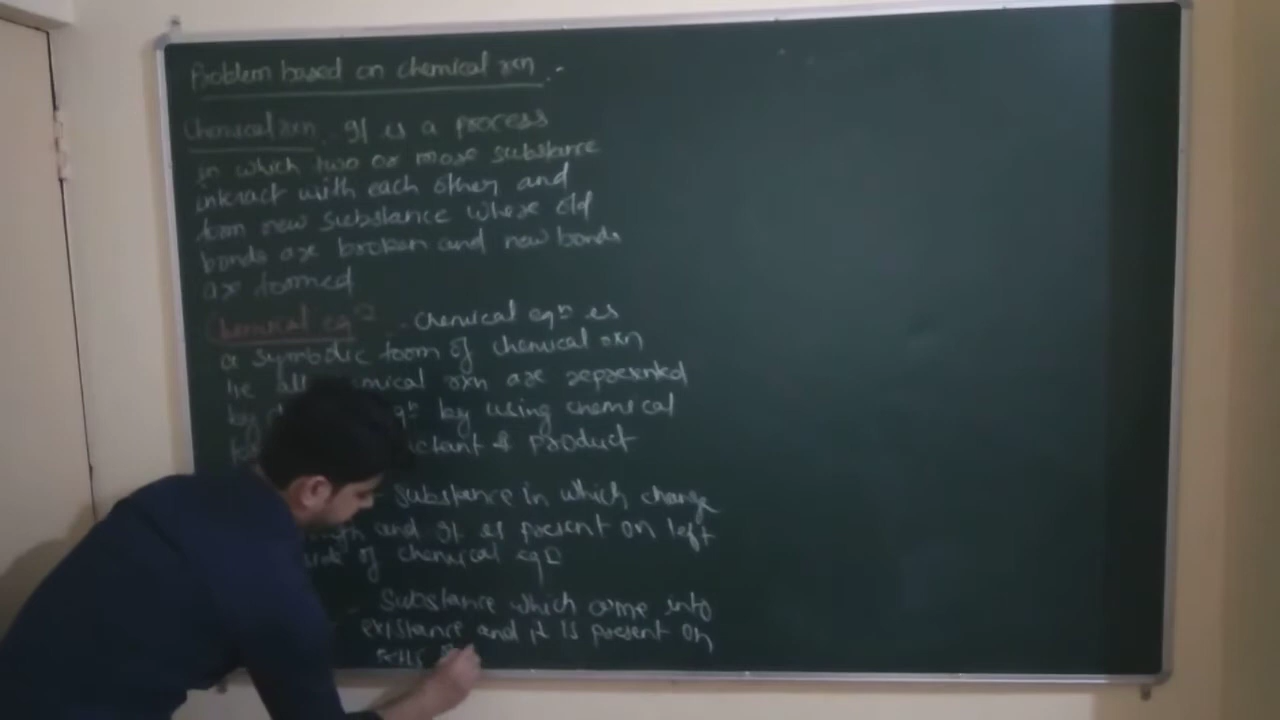 Problem based on chemical rxn :-
Chemical rxn . It is a process
in which two or more substance
interact with each other and
form new substance where old
bonds are broken and new bonds
are formed
Chemical eqn . Chemical eqn is
a symbolic form of chemical rxn
ie all chemical rxn are represented
by eqn by using chemical
ctant & product
- substance in which change
and It is present on left
of chemical eqn
- Substance which come into
existance and it is present on